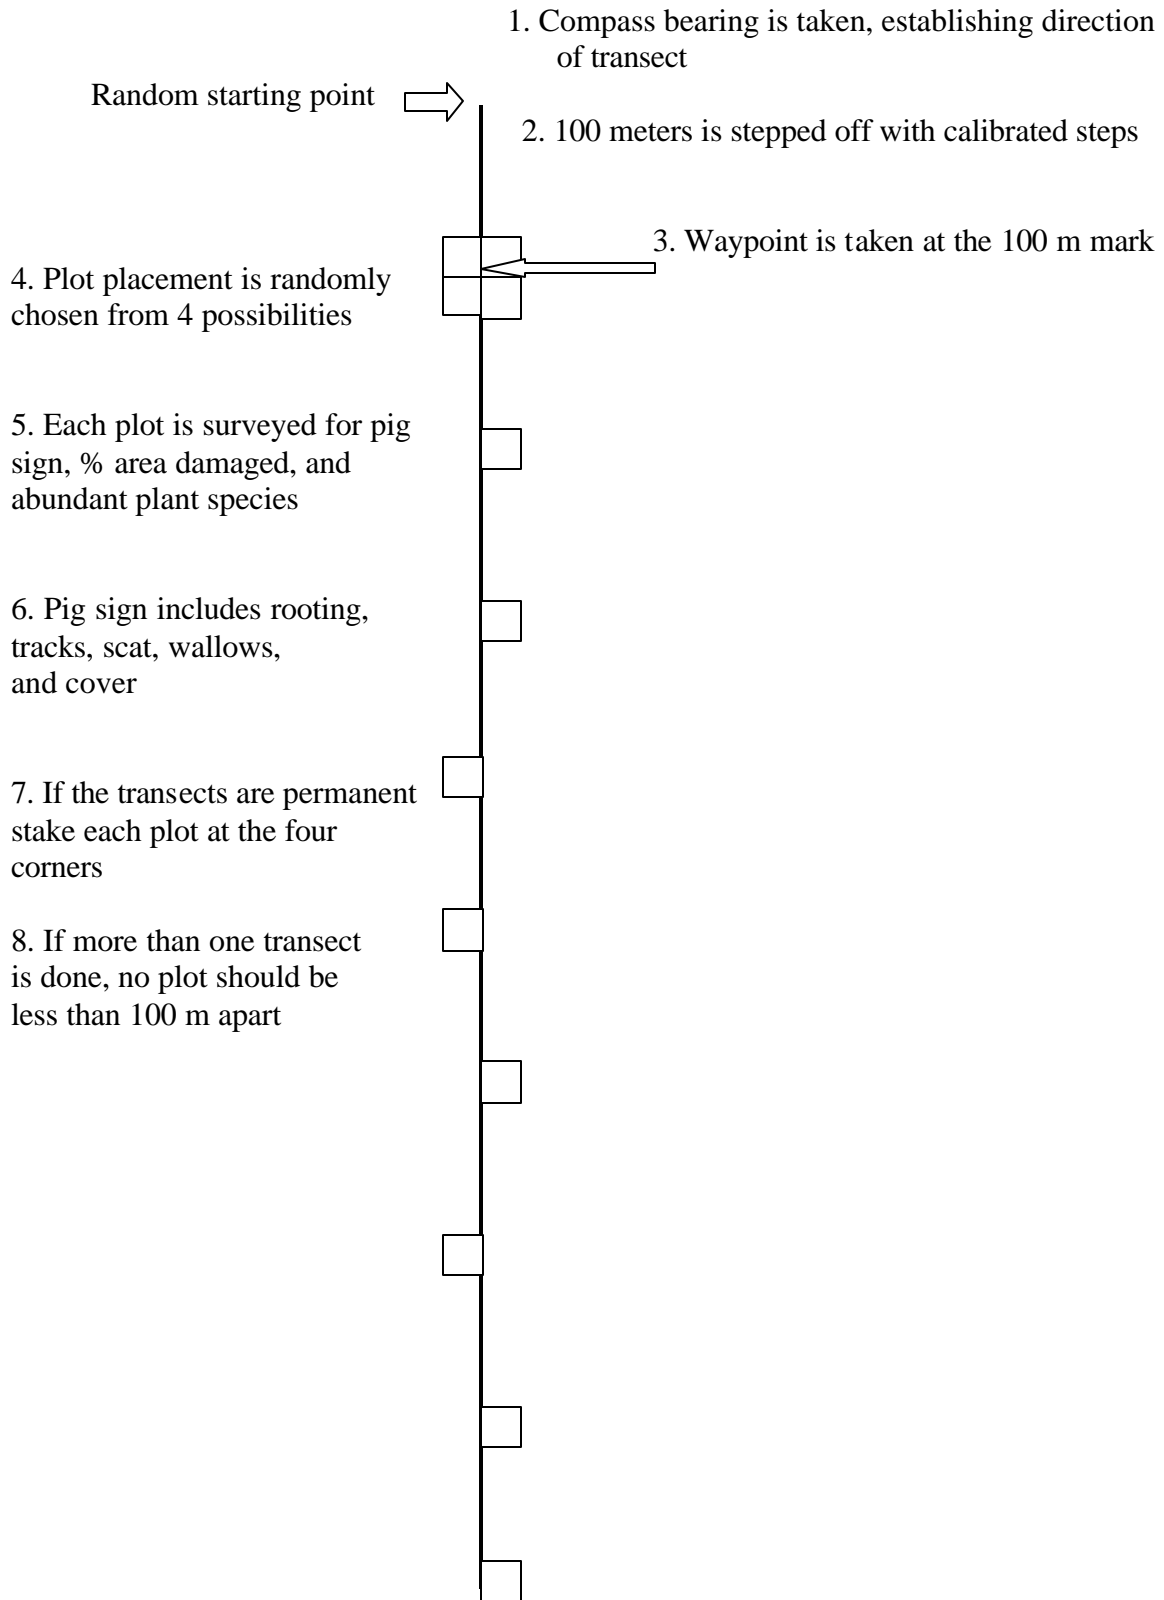 1. Compass bearing is taken, establishing direction
of transect
Random starting point
2. 100 meters is stepped off with calibrated steps
3. Waypoint is taken at the 100 m mark
4. Plot placement is randomly
chosen from 4 possibilities
5. Each plot is surveyed for pig
sign, % area damaged, and
abundant plant species
6. Pig sign includes rooting,
tracks, scat, wallows,
and cover
7. If the transects are permanent
stake each plot at the four
corners
8. If more than one transect
is done, no plot should be
less than 100 m apart